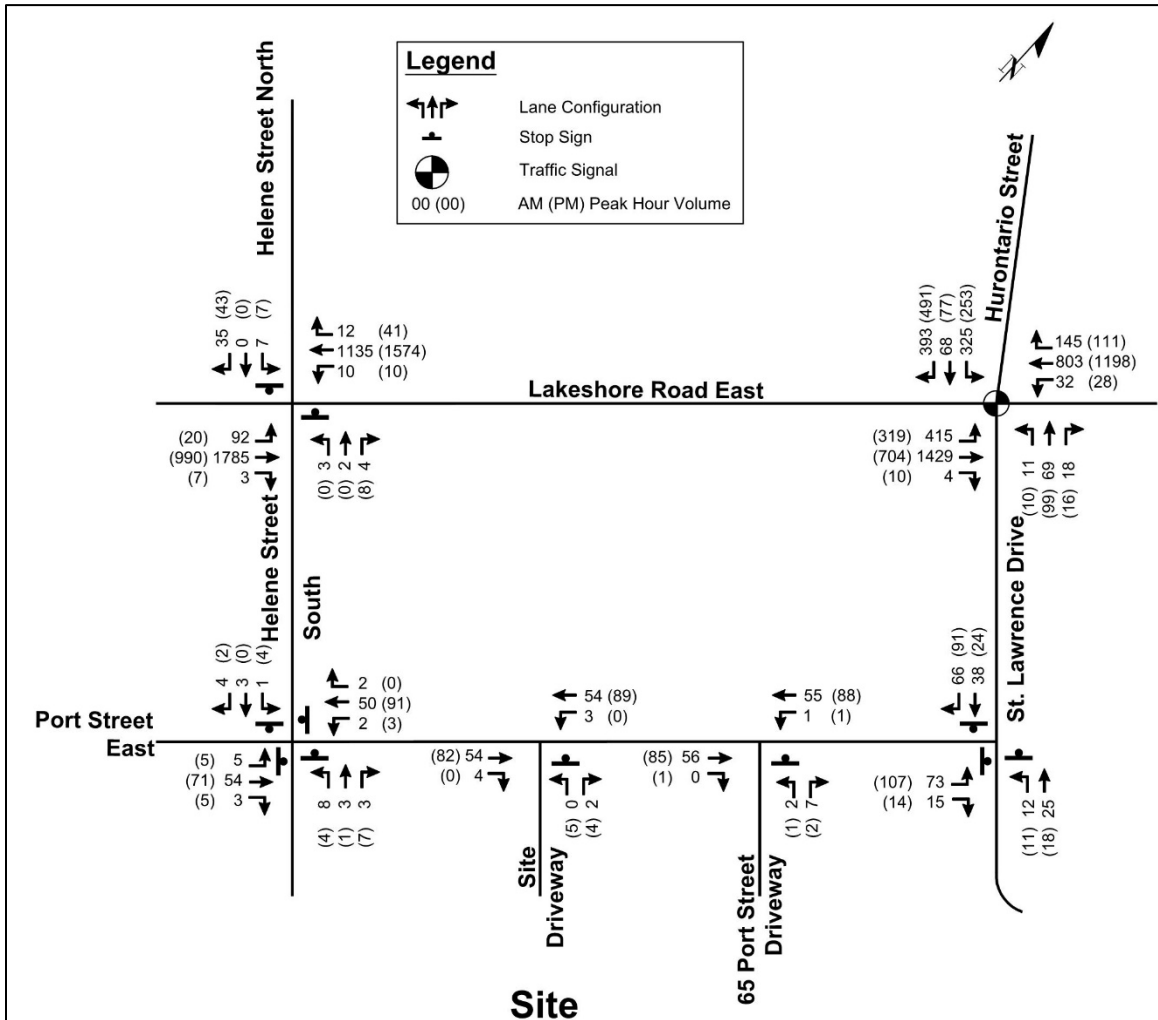 Legend
Lane Configuration
Stop Sign
Traffic Signal
00 (00) AM (PM) Peak Hour Volume
N
Helene Street North
Hurontario Street
35 (43)
0 (0)
7 (7)
12 (41)
1135 (1574)
10 (10)
Lakeshore Road East
393 (491)
68 (77)
325 (253)
145 (111)
803 (1198)
32 (28)
(20) 92
(990) 1785
(7) 3
(0) 3
(0) 2
(8) 4
(319) 415
(704) 1429
(10) 4
(10) 11
(99) 69
(16) 18
Helene Street
South
St. Lawrence Drive
4 (2)
3 (0)
1 (4)
2 (0)
50 (91)
2 (3)
54 (89)
3 (0)
55 (88)
1 (1)
66 (91)
38 (24)
Port Street
East
(5) 5
(71) 54
(5) 3
(4) 8
(1) 3
(7) 3
(82) 54
(0) 4
(5) 0
(4) 2
(85) 56
(1) 0
(1) 2
(2) 7
(107) 73
(14) 15
(11) 12
(18) 25
Site
Driveway
65 Port Street
Driveway
Site